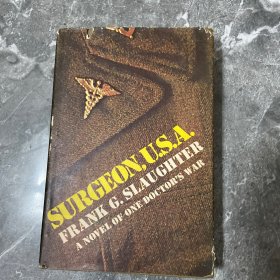 SURGEON, U.S.A.
FRANK G. SLAUGHTER
A NOVEL OF ONE DOCTOR'S WAR